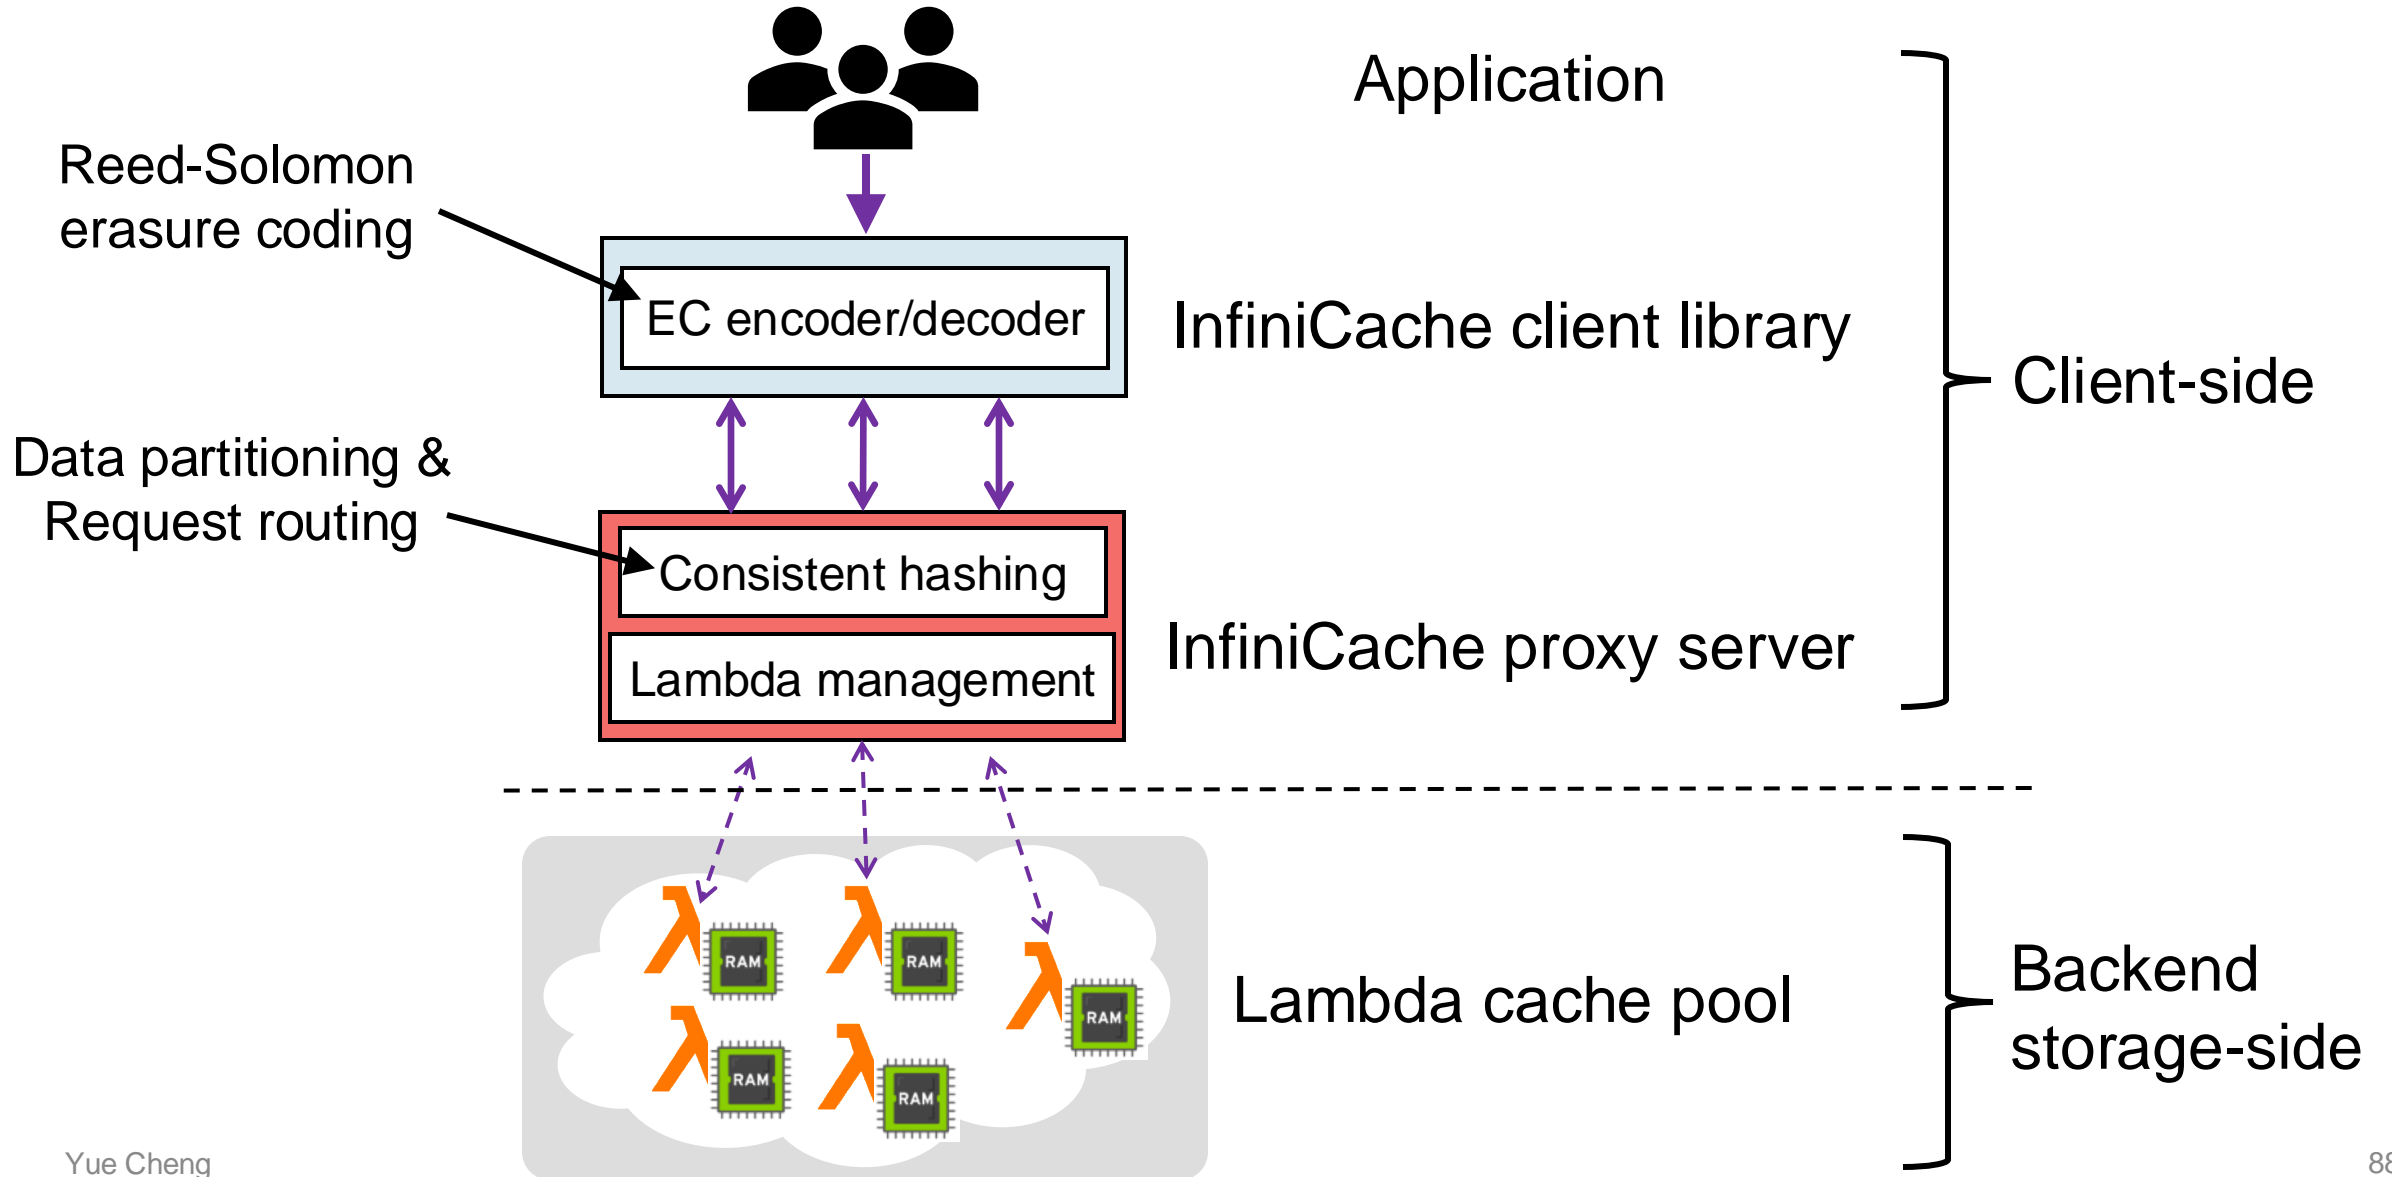 Application
Reed-Solomon
erasure coding
EC encoder/decoder
InfiniCache client library
Client-side
Data partitioning &
Request routing
Consistent hashing
InfiniCache proxy server
Lambda management
λ
RAM
λ
RAM
λ
RAM
λ
RAM
λ
RAM
Lambda cache pool
Backend
storage-side
Yue Cheng
88